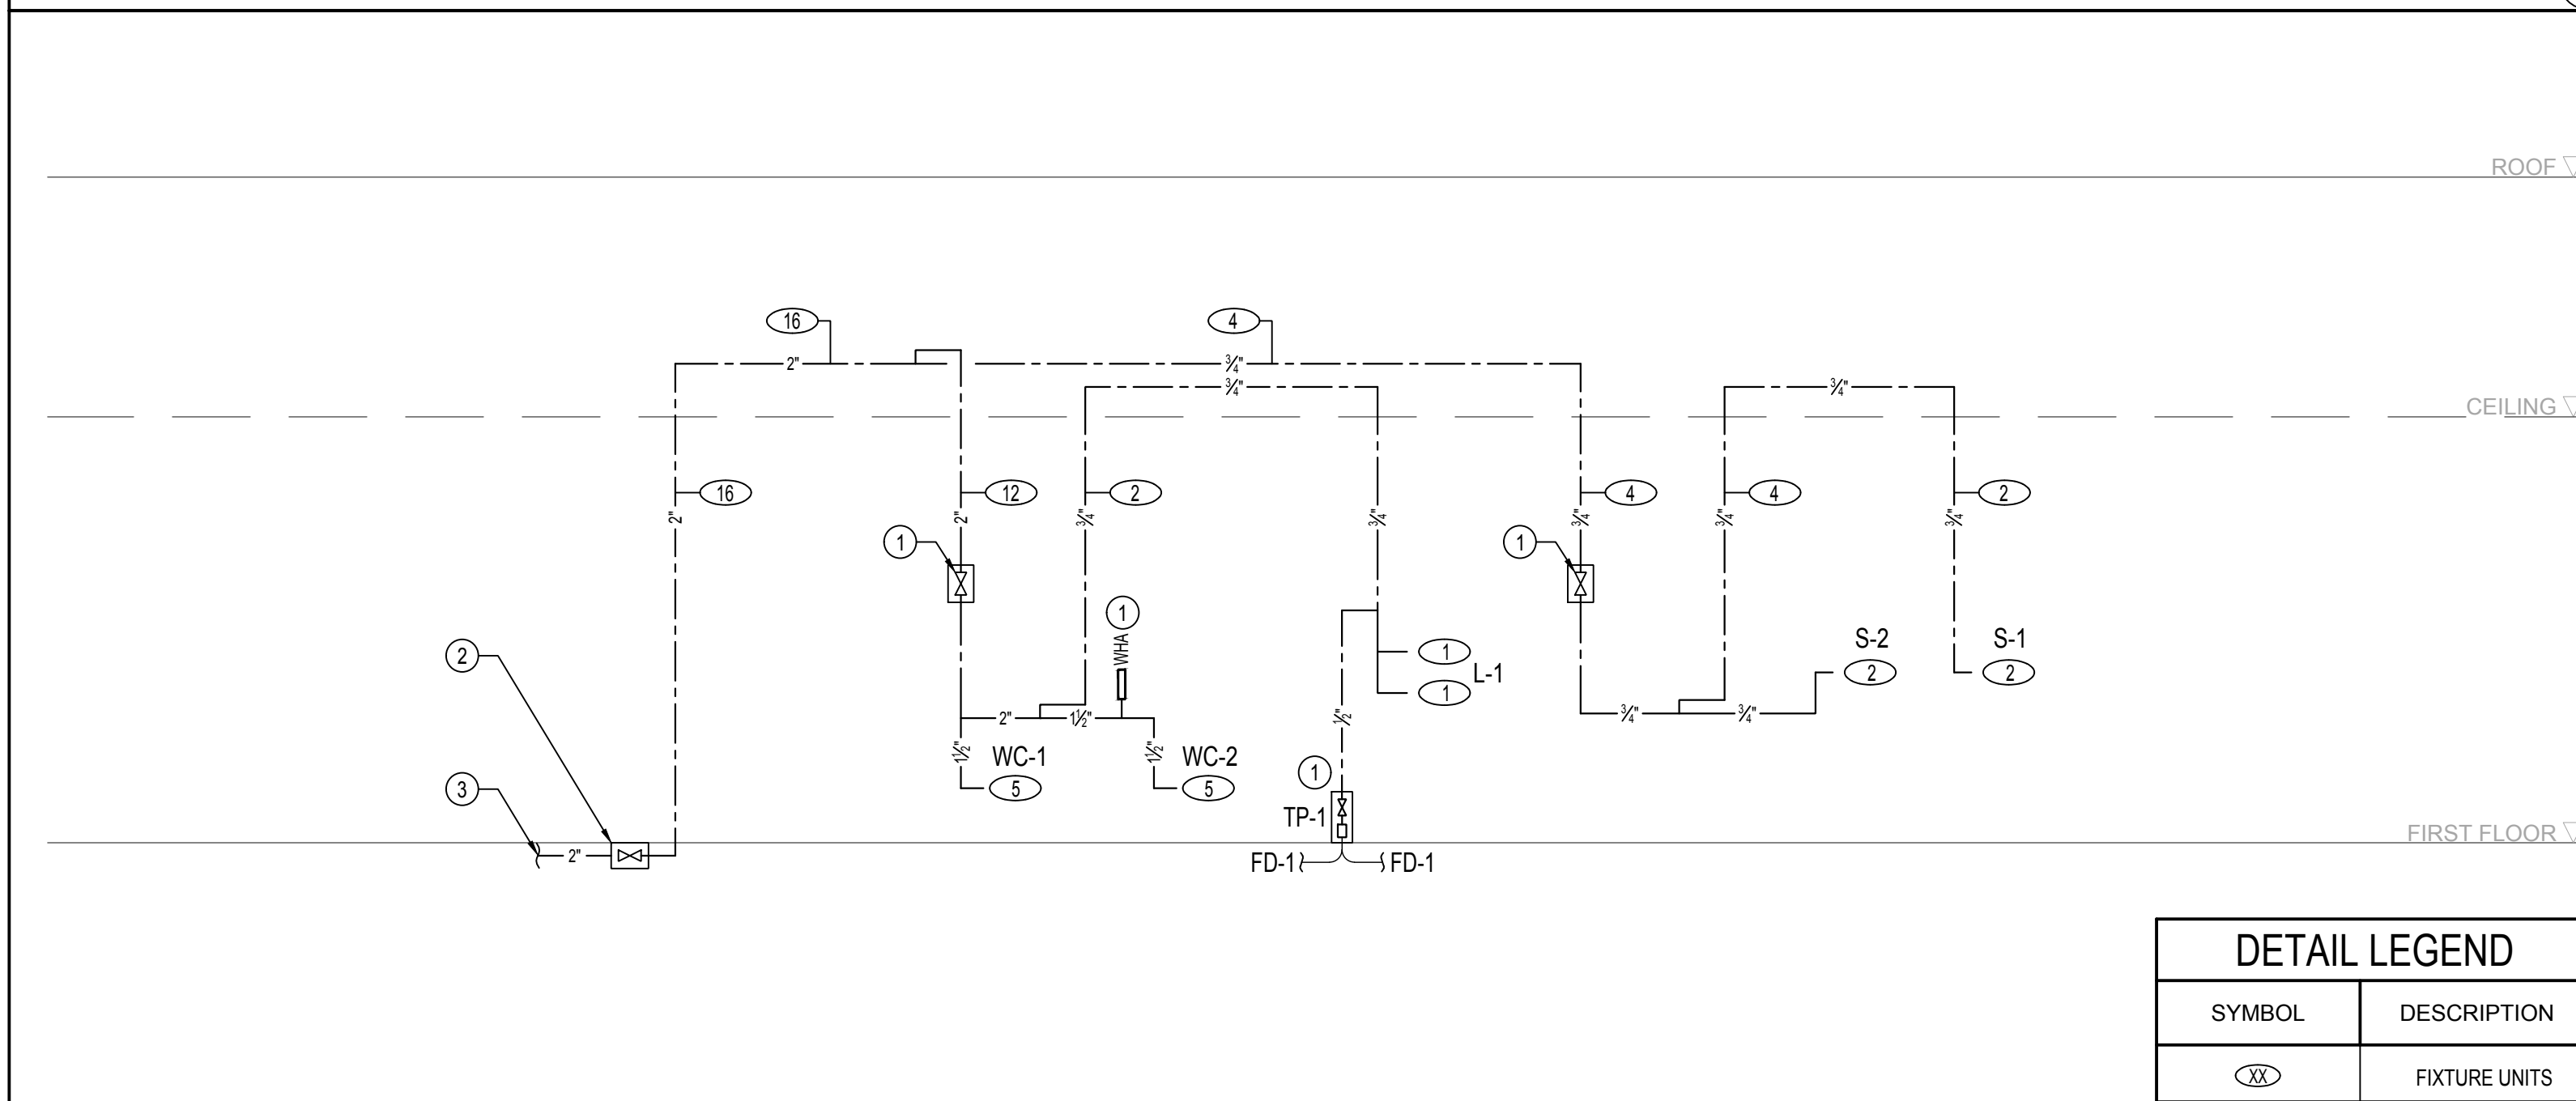 ROOF
16
4
2"
3/4"
3/4"
3/4"
CEILING
16
12
2
4
4
2
2"
2"
3/4"
3/4"
3/4"
3/4"
3/4"
1
1
1
WHA
2
S-2
S-1
1
2
2
L-1
1
2"
1½"
½"
3/4"
3/4"
1½"
WC-1
1½"
WC-2
1
3
5
5
TP-1
FIRST FLOOR
2"
FD-1
FD-1
DETAIL LEGEND
SYMBOL DESCRIPTION
XX FIXTURE UNITS